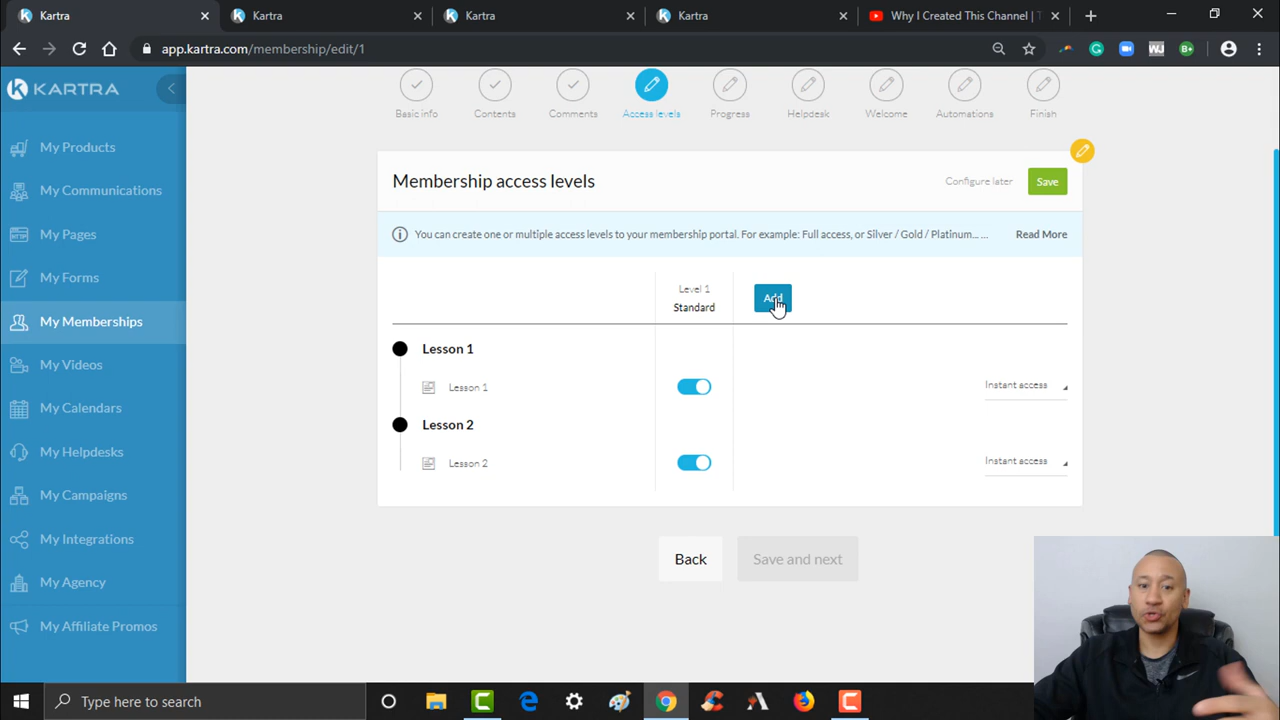 Kartra
Kartra
Kartra
Kartra
Why I Created This Channel | T
app.kartra.com/membership/edit/1
KARTRA
My Products
My Communications
My Pages
My Forms
My Memberships
My Videos
My Calendars
My Helpdesks
My Campaigns
My Integrations
My Agency
My Affiliate Promos
Basic info
Contents
Comments
Access levels
Progress
Helpdesk
Welcome
Automations
Finish
Membership access levels
Configure later
Save
You can create one or multiple access levels to your membership portal. For example: Full access, or Silver / Gold / Platinum... ...
Read More
Level 1
Standard
Add
Lesson 1
Lesson 1
Instant access
Lesson 2
Lesson 2
Instant access
Back
Save and next
Type here to search